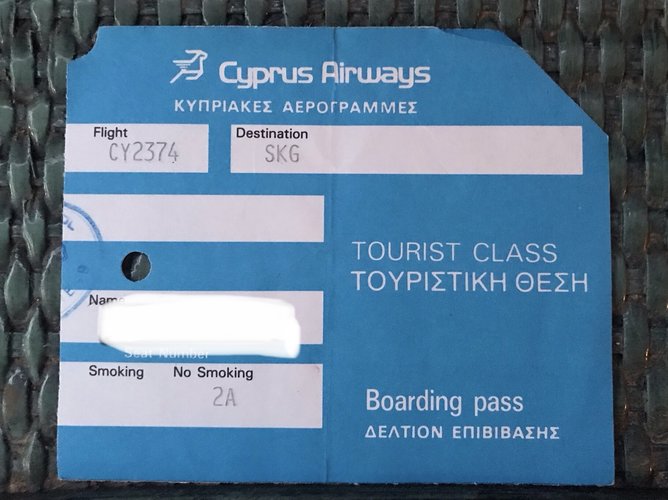 Cyprus Airways
ΚΥΠΡΙΑΚΕΣ ΑΕΡΟΓΡΑΜΜΕΣ
Flight
CY2374
Destination
SKG
TOURIST CLASS
ΤΟΥΡΙΣΤΙΚΗ ΘΕΣΗ
Name
Seat Number
Smoking No Smoking
2A
Boarding pass
ΔΕΛΤΙΟΝ ΕΠΙΒΙΒΑΣΗΣ